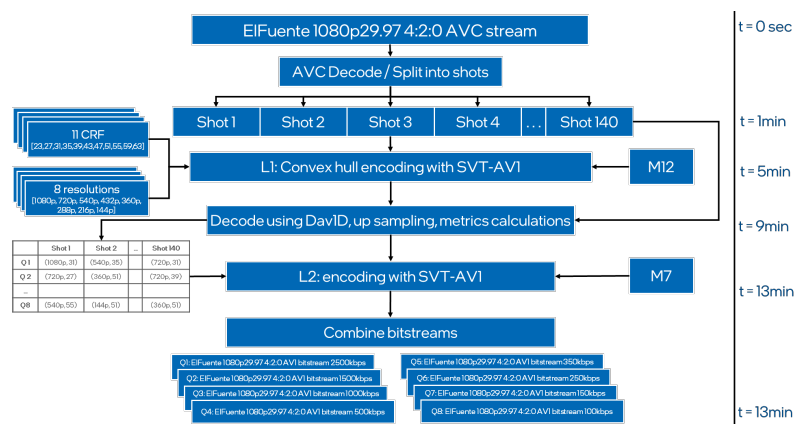 ElFuente 1080p29.97 4:2:0 AVC stream
t = 0 sec
AVC Decode / Split into shots
Shot 1 Shot 2 Shot 3 Shot 4 ... Shot 140
t = 1min
11 CRF
[23,27,31,35,39,43,47,51,55,59,63]
L1: Convex hull encoding with SVT-AV1
M12
t = 5min
8 resolutions
[1080p, 720p, 540p, 432p, 360p,
288p, 216p, 144p]
Decode using Dav1D, up sampling, metrics calculations
t = 9min
Shot 1 Shot 2 ... Shot 140
Q1 (1080p, 31) (540p, 35) (720p, 31)
Q2 (720p, 27) (360p, 51) (720p, 39)
...
Q8 (540p, 55) (144p, 51) (360p, 51)
L2: encoding with SVT-AV1
M7
t = 13min
Combine bitstreams
Q1: ElFuente 1080p29.97 4:2:0 AV1 bitstream 2500kbps
Q2: ElFuente 1080p29.97 4:2:0 AV1 bitstream 1500kbps
Q3: ElFuente 1080p29.97 4:2:0 AV1 bitstream 1000kbps
Q4: ElFuente 1080p29.97 4:2:0 AV1 bitstream 500kbps
Q5: ElFuente 1080p29.97 4:2:0 AV1 bitstream 350kbps
Q6: ElFuente 1080p29.97 4:2:0 AV1 bitstream 250kbps
Q7: ElFuente 1080p29.97 4:2:0 AV1 bitstream 150kbps
Q8: ElFuente 1080p29.97 4:2:0 AV1 bitstream 100kbps
t = 13min